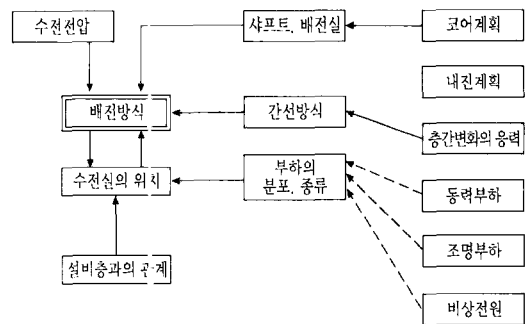 수전전압
샤프트, 배전실
코어계획
내진계획
배전방식
간선방식
층간변화의 응력
수전실의 위치
부하의
분포, 종류
동력부하
조명부하
설비층과의 관계
비상전원